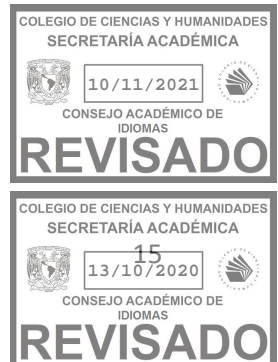 COLEGIO DE CIENCIAS Y HUMANIDADES
SECRETARÍA ACADÉMICA
10/11/2021
CONSEJO ACADÉMICO DE
IDIOMAS
REVISADO
COLEGIO DE CIENCIAS Y HUMANIDADES
SECRETARÍA ACADÉMICA
15
13/10/2020
CONSEJO ACADÉMICO DE
IDIOMAS
REVISADO